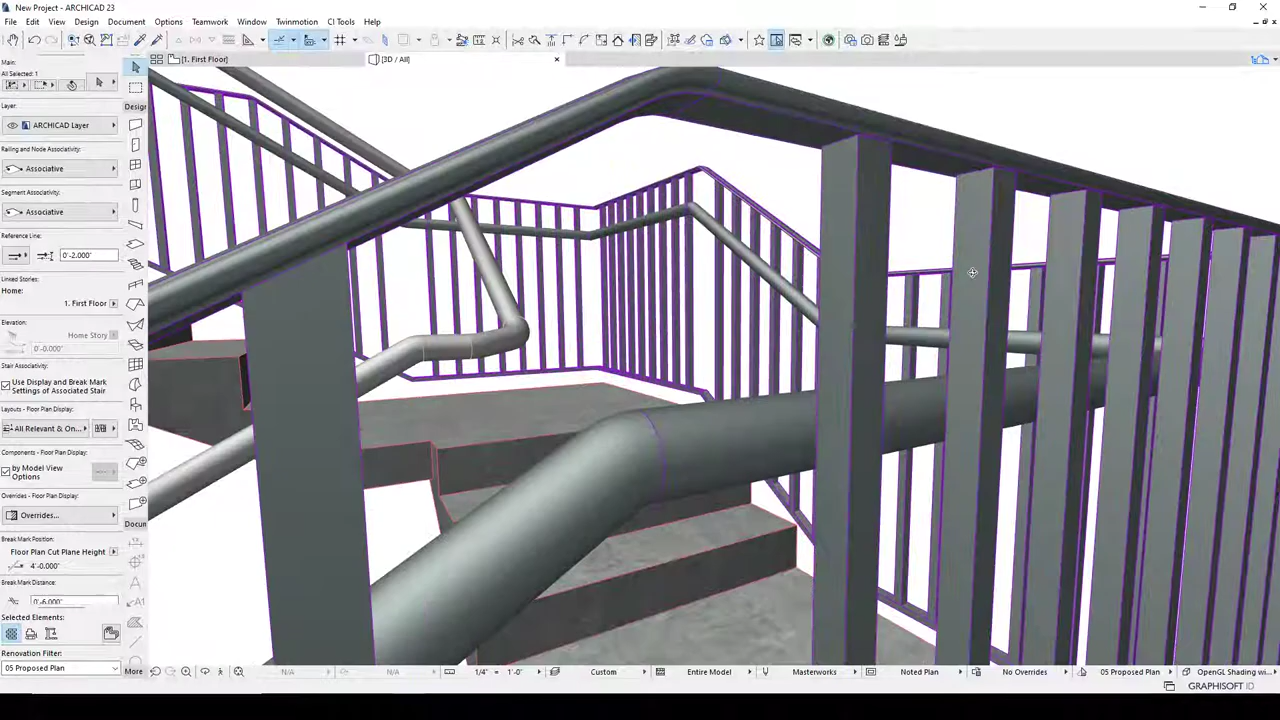 New Project - ARCHICAD 23
File Edit View Design Document Options Teamwork Window Twinmotion CI Tools Help
[1. First Floor]
[3D / All]
Main:
All Selected: 1
Layer:
ARCHICAD Layer
Railing and Node Associativity:
Associative
Segment Associativity:
Associative
Reference Line:
0'-2.000"
Linked Stories:
Home:
1. First Floor
Elevation:
Home Story
0'-0.000"
Stair Associativity:
Use Display and Break Mark
Settings of Associated Stair
Layouts - Floor Plan Display:
All Relevant & On...
Components - Floor Plan Display:
by Model View
Options
Overrides - Floor Plan Display:
Overrides...
Break Mark Position:
Floor Plan Cut Plane Height
4'-0.000"
Break Mark Distance:
0'-6.000"
Selected Elements:
Renovation Filter:
05 Proposed Plan
Desig
Docun
More
N/A
N/A
1/4" = 1'-0"
Custom
Entire Model
Masterworks
Noted Plan
No Overrides
05 Proposed Plan
OpenGL Shading wi...
GRAPHISOFT ID